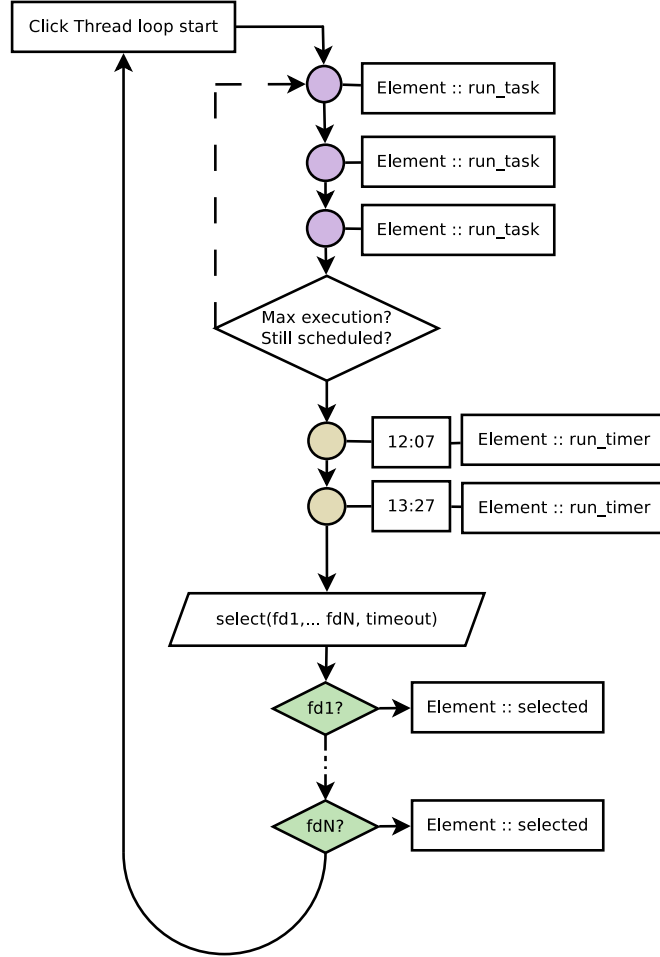 Click Thread loop start
Element :: run_task
Element :: run_task
Element :: run_task
Max execution?
Still scheduled?
12:07
Element :: run_timer
13:27
Element :: run_timer
select(fd1,... fdN, timeout)
fd1?
Element :: selected
fdN?
Element :: selected